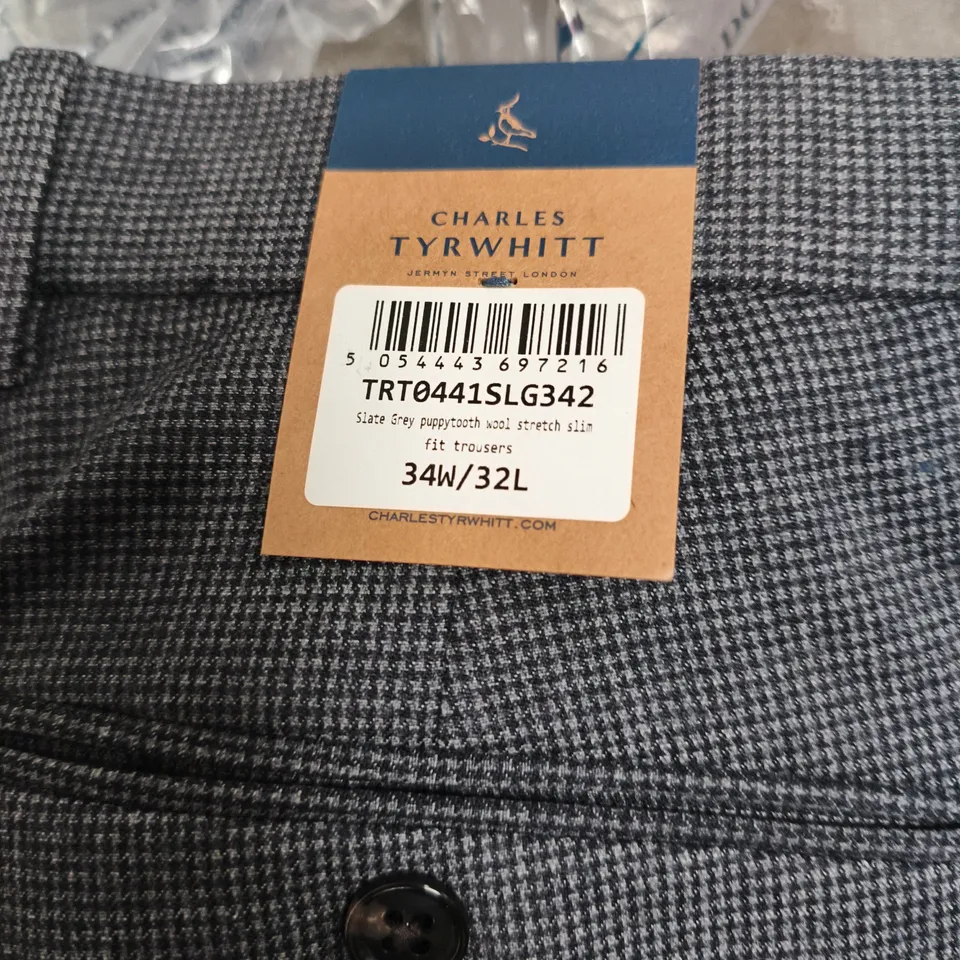 CHARLES
TYRWHITT
JERMYN STREET LONDON
5 054443 697216
TRT0441SLG342
Slate Grey puppytooth wool stretch slim
fit trousers
34W/32L
CHARLESTYRWHITT.COM